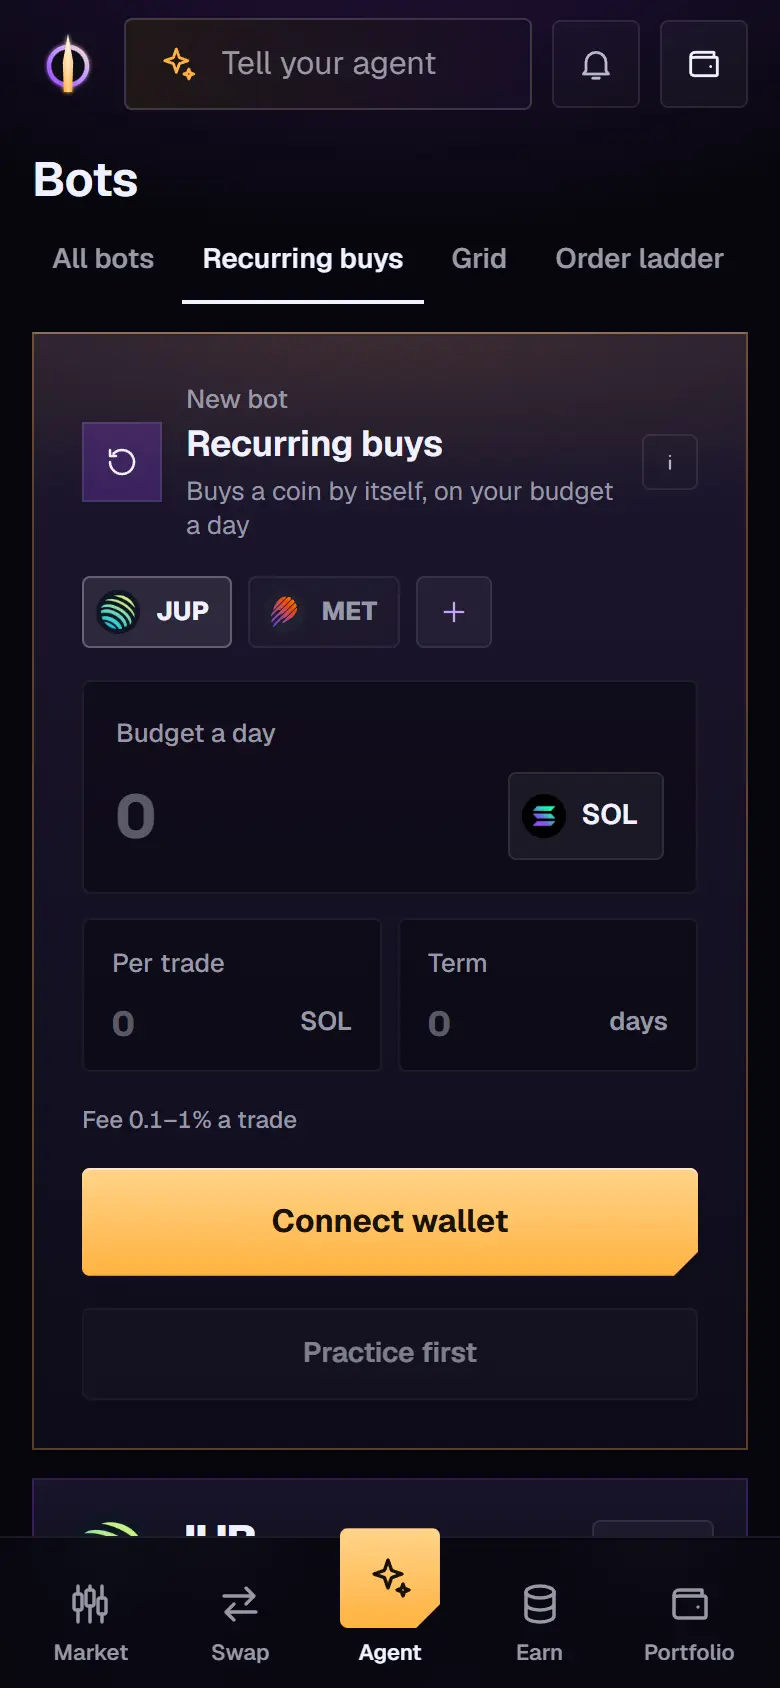 Tell your agent
Bots
All bots
Recurring buys
Grid
Order ladder
New bot
Recurring buys
Buys a coin by itself, on your budget
a day
i
JUP
MET
Budget a day
0
SOL
Per trade
0
SOL
Term
0
days
Fee 0.1–1% a trade
Connect wallet
Practice first
JUP
Market
Swap
Agent
Earn
Portfolio